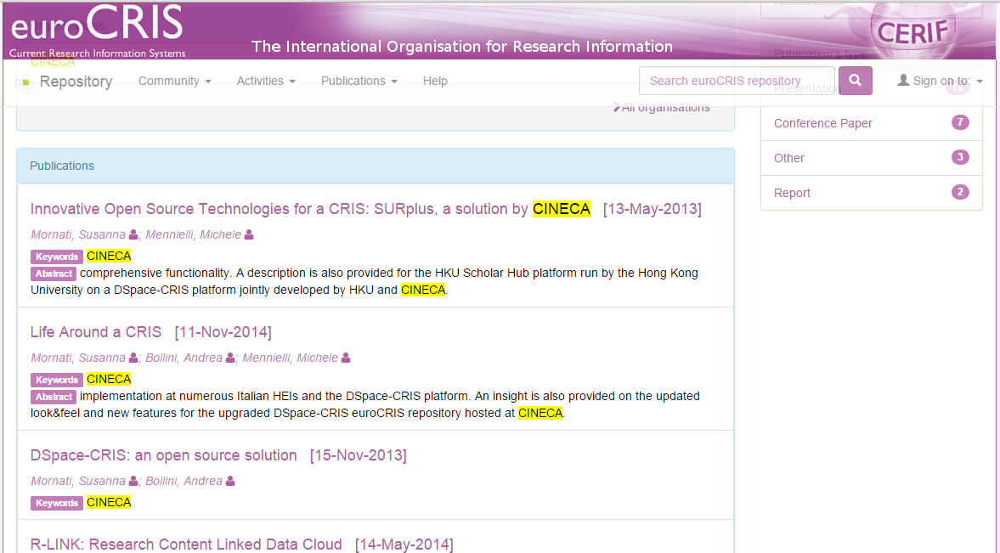 Researchers
euroCRIS
Current Research Information Systems
The International Organisation for Research Information
CERIF
CINECA
Publication's type
Repository
Community
Activities
Publications
Help
Search euroCRIS repository
Sign on to:
Presentation
All organisations
Conference Paper 7
Other 3
Report 2
Publications
Innovative Open Source Technologies for a CRIS: SURplus, a solution by CINECA [13-May-2013]
Mornati, Susanna ; Mennielli, Michele
Keywords CINECA
Abstract comprehensive functionality. A description is also provided for the HKU Scholar Hub platform run by the Hong Kong
University on a DSpace-CRIS platform jointly developed by HKU and CINECA.
Life Around a CRIS [11-Nov-2014]
Mornati, Susanna ; Bollini, Andrea ; Mennielli, Michele
Keywords CINECA
Abstract implementation at numerous Italian HEIs and the DSpace-CRIS platform. An insight is also provided on the updated
look&feel and new features for the upgraded DSpace-CRIS euroCRIS repository hosted at CINECA.
DSpace-CRIS: an open source solution [15-Nov-2013]
Mornati, Susanna ; Bollini, Andrea
Keywords CINECA
R-LINK: Research Content Linked Data Cloud [14-May-2014]